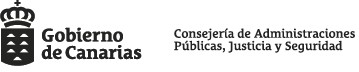 Gobierno
de Canarias
Consejería de Administraciones
Públicas, Justicia y Seguridad